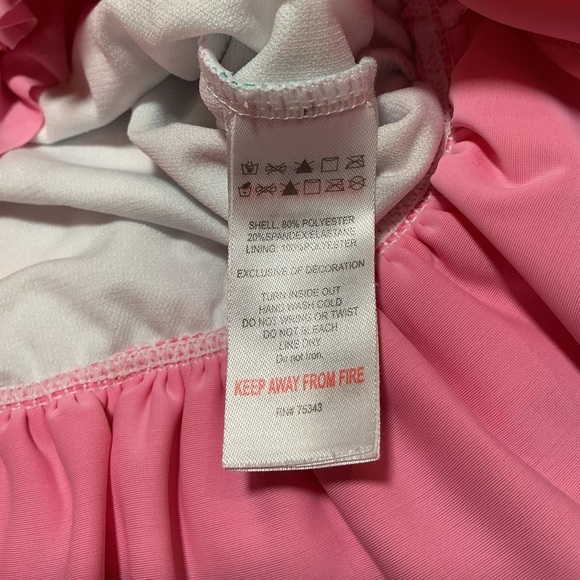 SHELL: 80% POLYESTER
20%SPANDEX/ELASTANE
LINING: 100%POLYESTER
EXCLUSIVE OF DECORATION
TURN INSIDE OUT
HAND WASH COLD
DO NOT WRING OR TWIST
DO NOT BLEACH
LINE DRY
Do not Iron.
KEEP AWAY FROM FIRE
RN# 75343